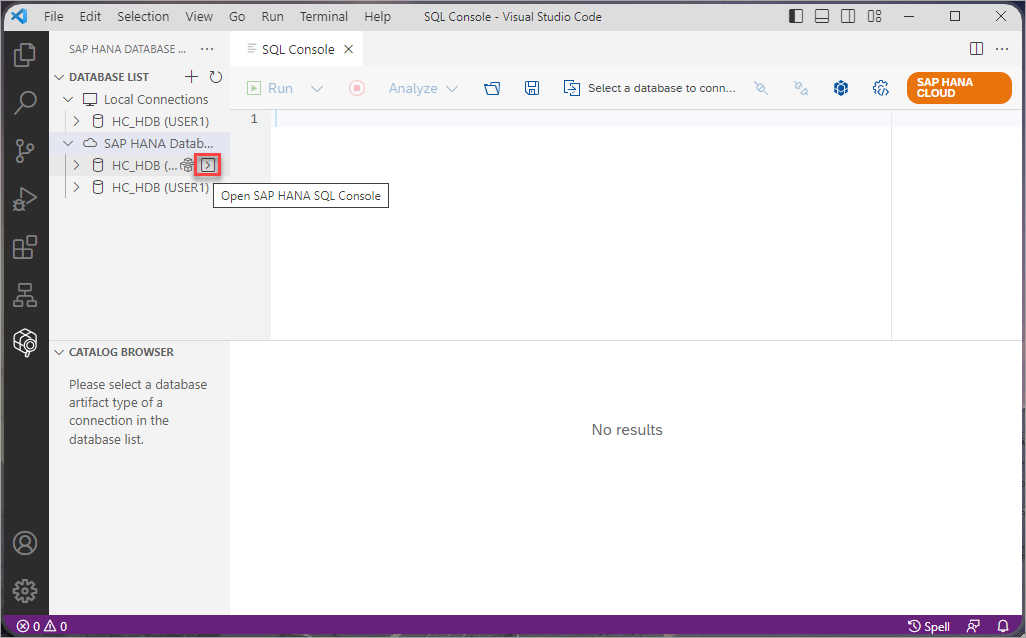 File Edit Selection View Go Run Terminal Help SQL Console - Visual Studio Code
SAP HANA DATABASE ... ...
SQL Console
DATABASE LIST
Local Connections
HC_HDB (USER1)
SAP HANA Datab...
HC_HDB (...
HC_HDB (USER1)
Open SAP HANA SQL Console
Run Analyze Select a database to conn...
SAP HANA
CLOUD
1
CATALOG BROWSER
Please select a database
artifact type of a
connection in the
database list.
No results
0 0 Spell